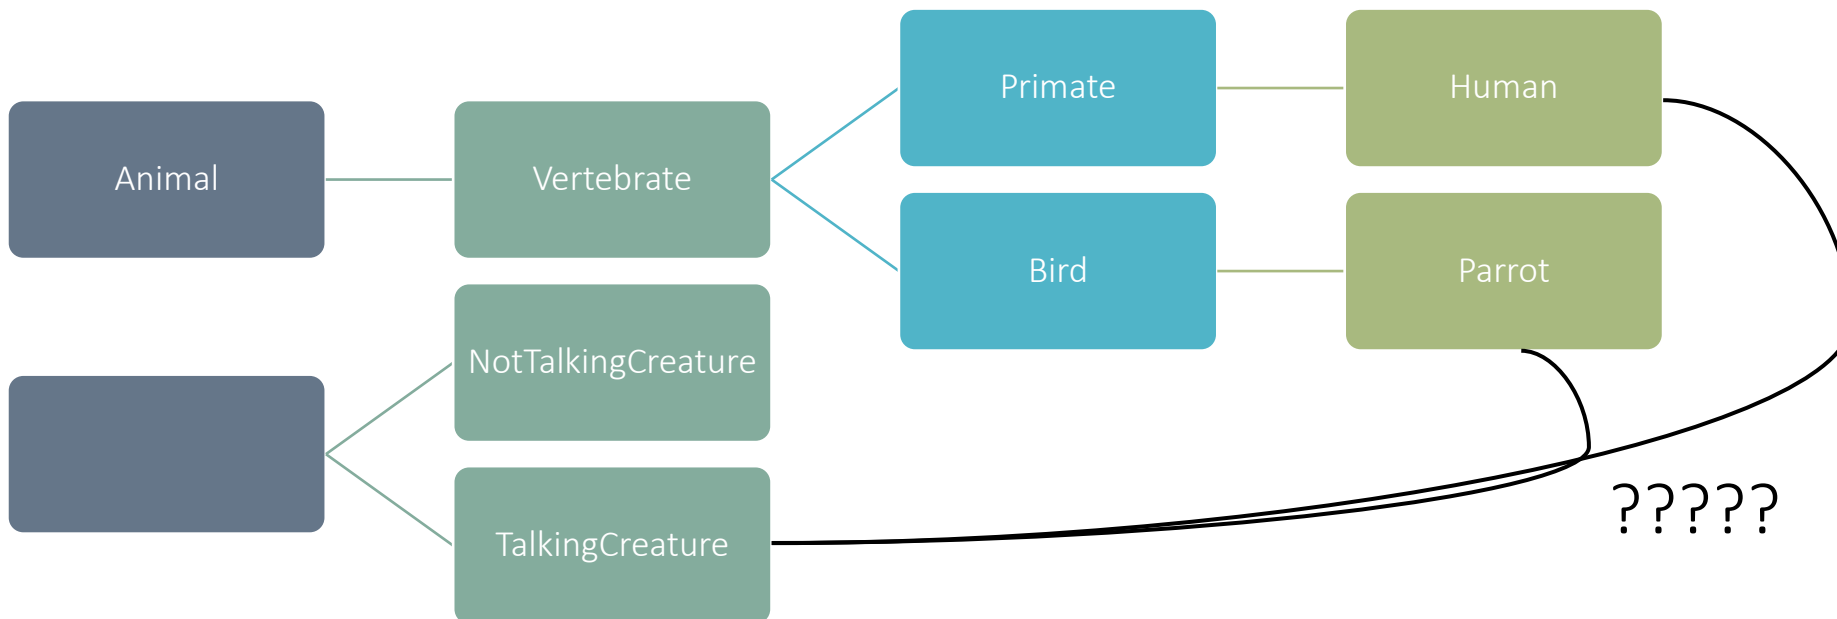 Animal
Vertebrate
Primate
Human
Bird
Parrot
NotTalkingCreature
TalkingCreature
?????